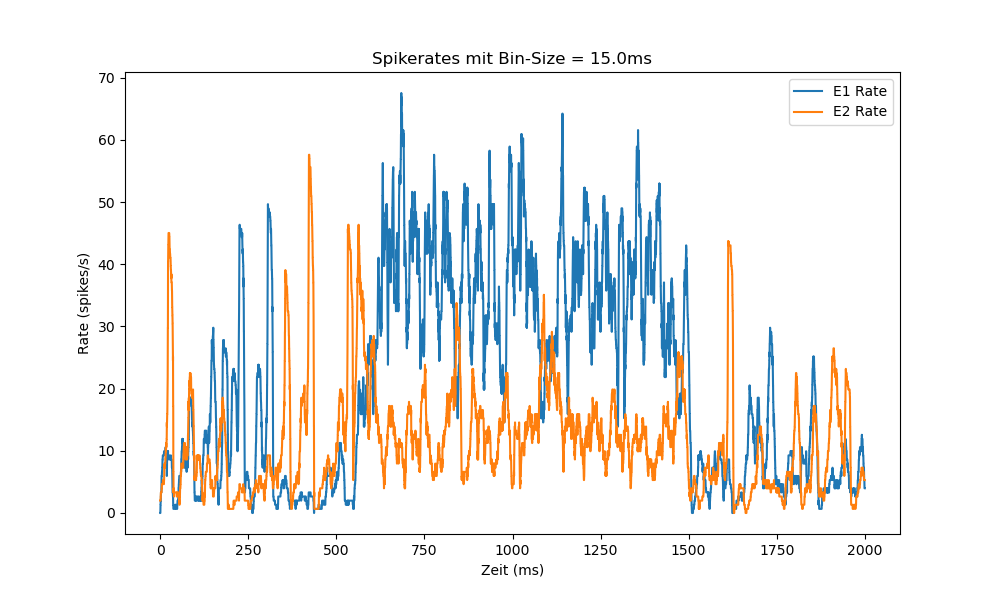 Spikerates mit Bin-Size = 15.0ms
E1 Rate
E2 Rate
70
60
50
40
30
20
10
0
Rate (spikes/s)
0 250 500 750 1000 1250 1500 1750 2000
Zeit (ms)